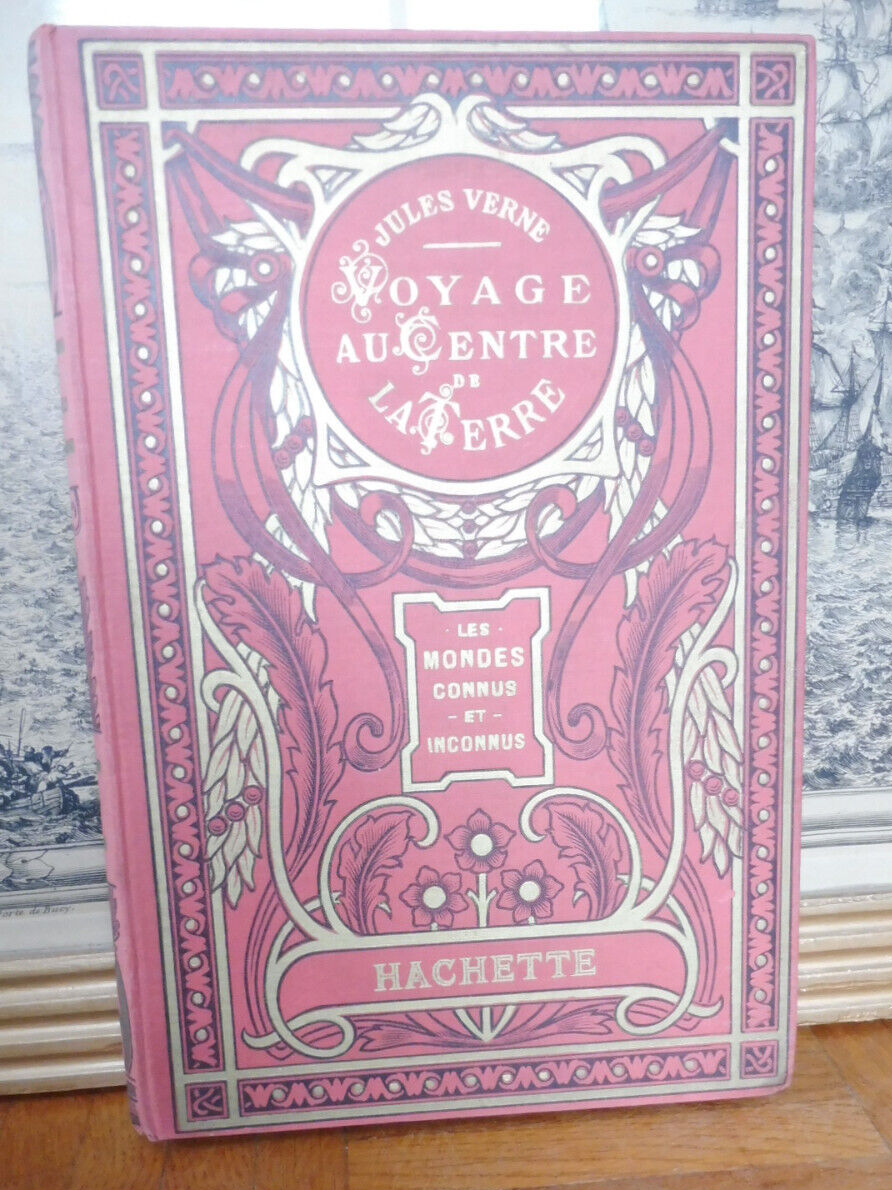 JULES VERNE
VOYAGE
AU CENTRE
DE
LA TERRE
· LES ·
MONDES
CONNUS
- ET -
INCONNUS
HACHETTE